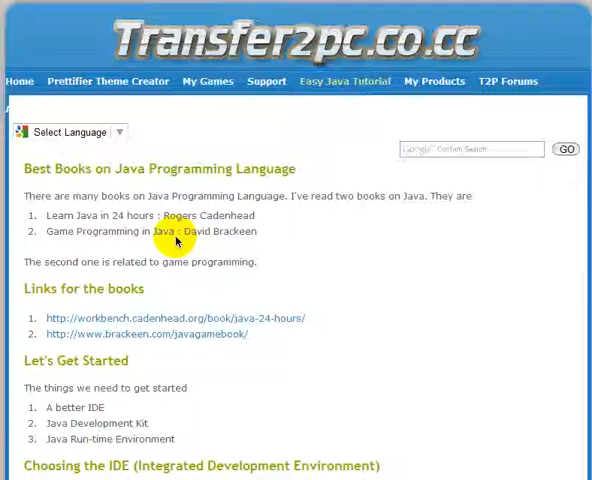 Transfer2pc.co.cc
Home Prettifier Theme Creator My Games Support Easy Java Tutorial My Products T2P Forums
Select Language
Google™ Custom Search GO
Best Books on Java Programming Language
There are many books on Java Programming Language. I've read two books on Java. They are
1. Learn Java in 24 hours : Rogers Cadenhead
2. Game Programming in Java : David Brackeen
The second one is related to game programming.
Links for the books
1. http://workbench.cadenhead.org/book/java-24-hours/
2. http://www.brackeen.com/javagamebook/
Let's Get Started
The things we need to get started
1. A better IDE
2. Java Development Kit
3. Java Run-time Environment
Choosing the IDE (Integrated Development Environment)